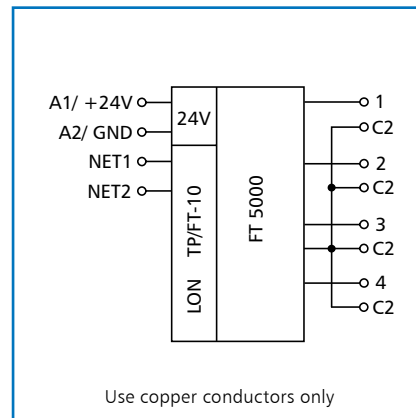 A1/ +24V
A2/ GND
NET1
NET2
24V
LON TP/FT-10
FT 5000
1
C2
2
C2
3
C2
4
C2
Use copper conductors only